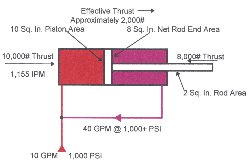 Effective Thrust
Approximately 2,000#
10 Sq. In. Piston Area
8 Sq. In. Net Rod End Area
10,000# Thrust
8,000# Thrust
1,155 IPM
2 Sq. In. Rod Area
40 GPM @ 1,000+ PSI
10 GPM
1,000 PSI